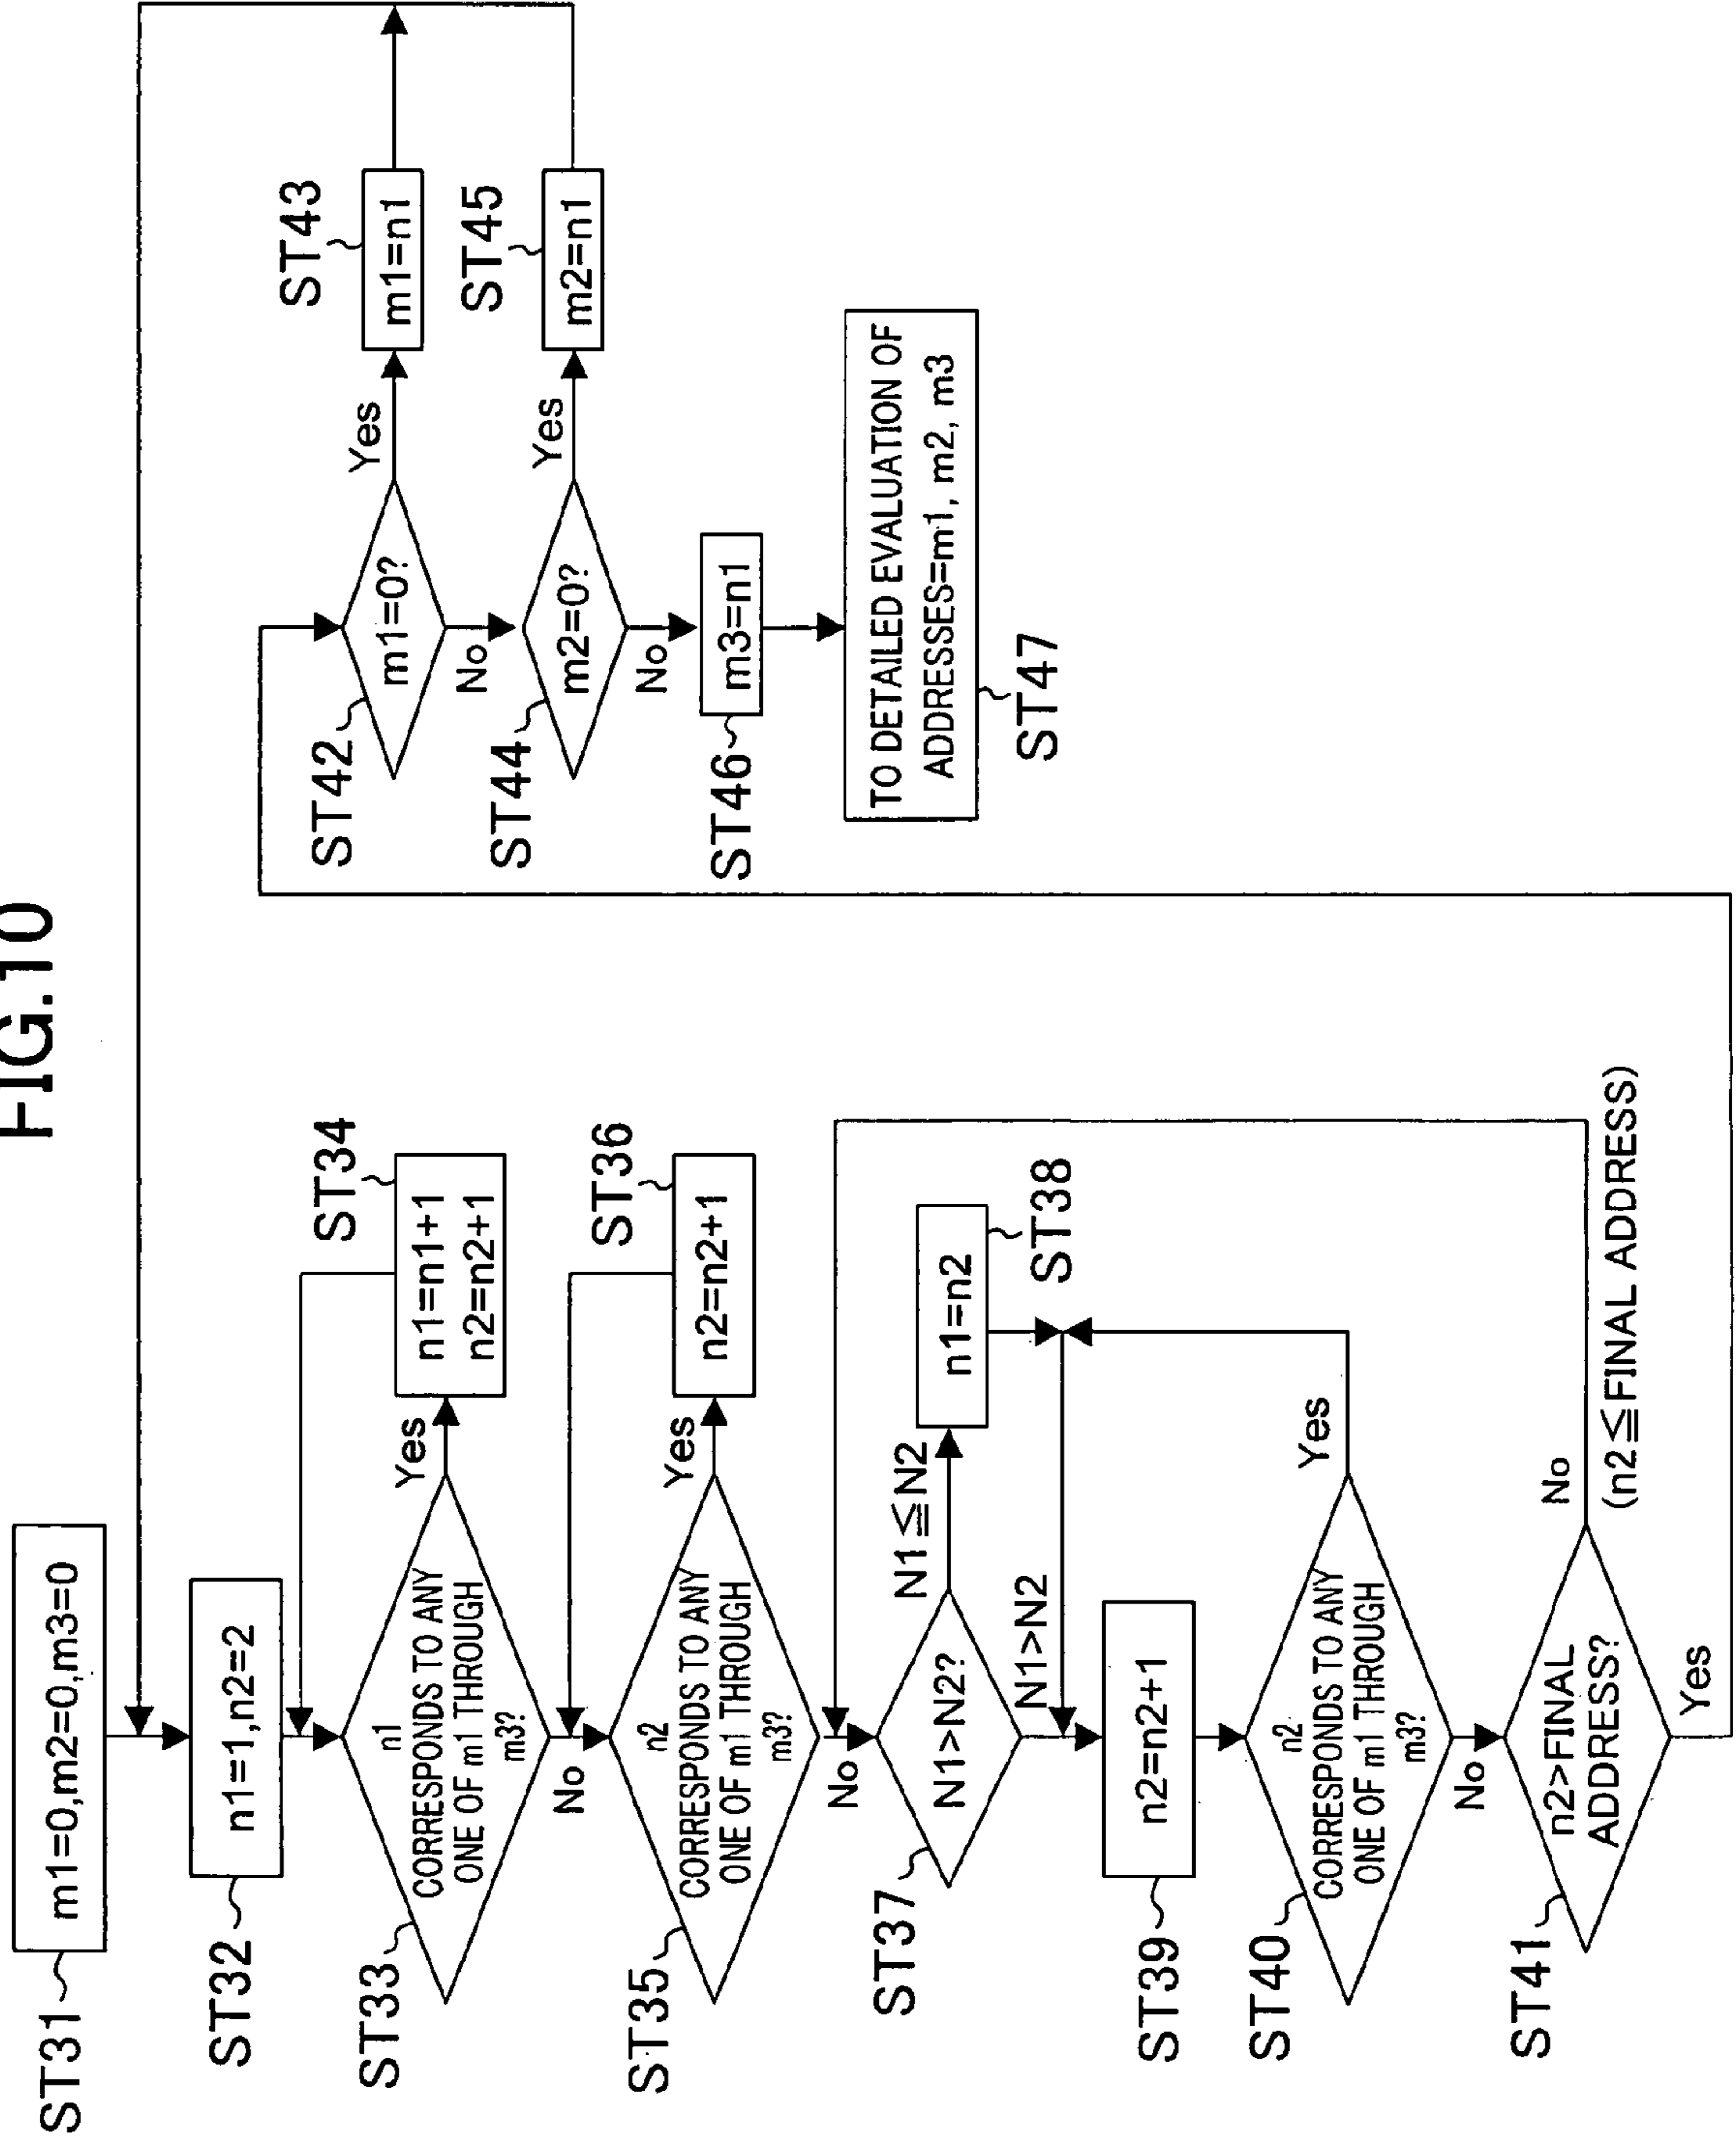 FIG.10
ST31
m1=0,m2=0,m3=0
ST32
n1=1,n2=2
ST33
n1
CORRESPONDS TO ANY
ONE OF m1 THROUGH
m3?
Yes
ST34
n1=n1+1
n2=n2+1
No
ST35
n2
CORRESPONDS TO ANY
ONE OF m1 THROUGH
m3?
Yes
ST36
n2=n2+1
No
ST37
N1>N2?
N1≦N2
n1=n2
ST38
N1>N2
ST39
n2=n2+1
ST40
n2
CORRESPONDS TO ANY
ONE OF m1 THROUGH
m3?
Yes
No
ST41
n2>FINAL
ADDRESS?
No
(n2≦FINAL ADDRESS)
Yes
ST42
m1=0?
Yes
ST43
m1=n1
No
ST44
m2=0?
Yes
ST45
m2=n1
No
ST46
m3=n1
TO DETAILED EVALUATION OF
ADDRESSES=m1, m2, m3
ST47